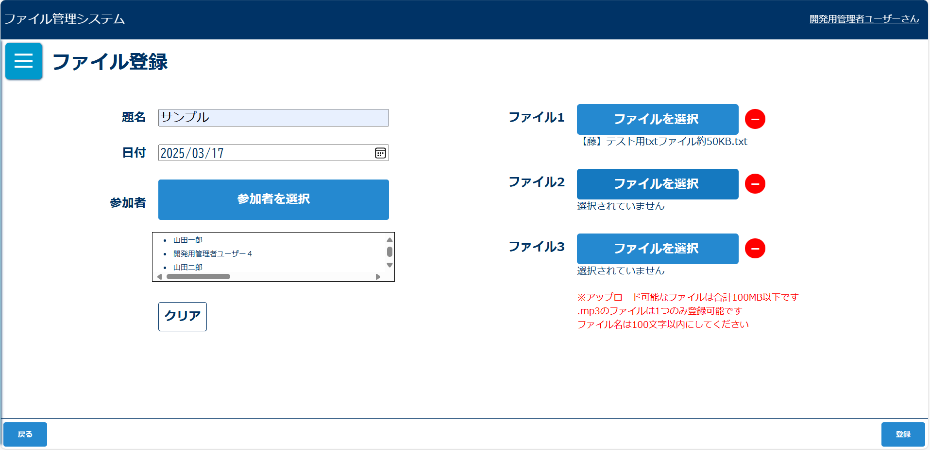 ファイル管理システム
開発用管理者ユーザーさん
ファイル登録
題名
リンプル
日付
2025/03/17
参加者
参加者を選択
山田一郎
開発用管理者ユーザー４
山田二郎
クリア
ファイル1
ファイルを選択
【藤】テスト用txtファイル約50KB.txt
ファイル2
ファイルを選択
選択されていません
ファイル3
ファイルを選択
選択されていません
※アップロード可能なファイルは合計100MB以下です
.mp3のファイルは1つのみ登録可能です
ファイル名は100文字以内にしてください
戻る
登録